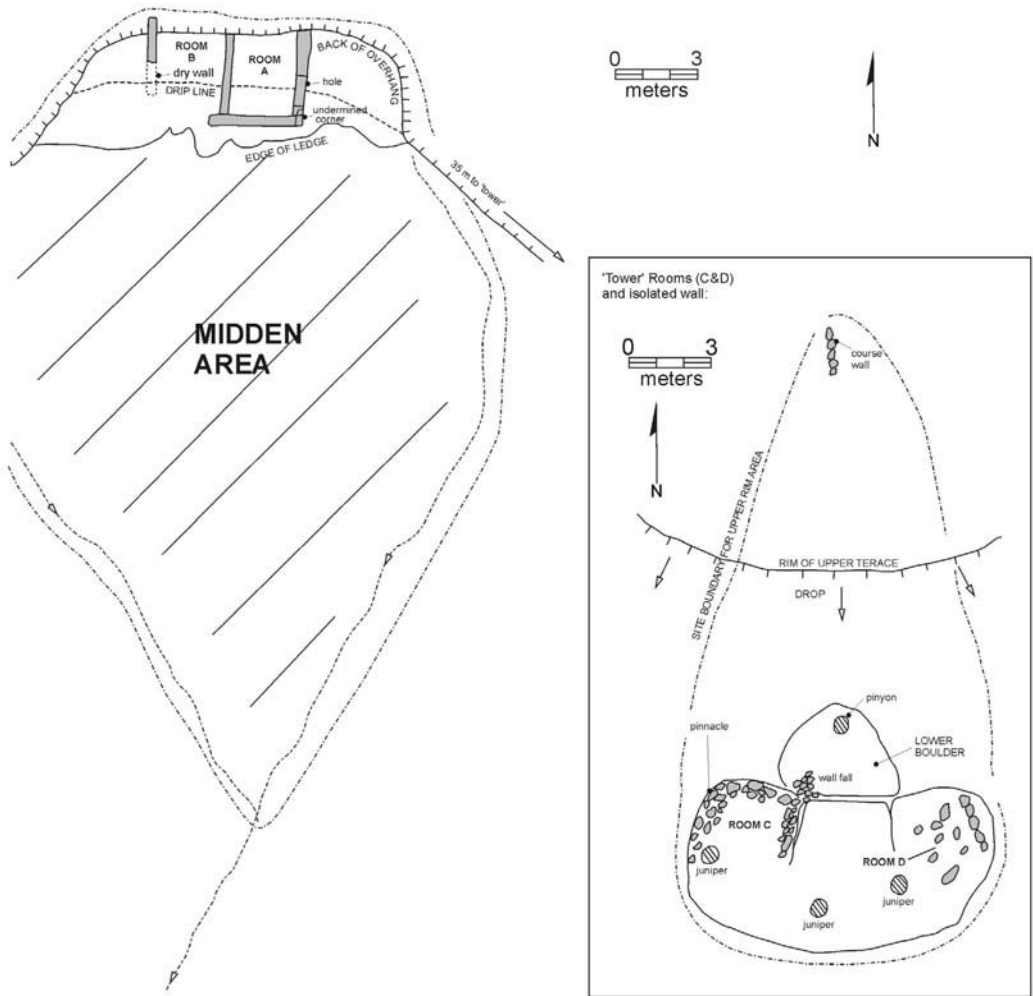 ROOM
B
ROOM
A
BACK OF OVERHANG
dry wall
hole
DRIP LINE
undermined
corner
EDGE OF LEDGE
35 m to 'tower'
0 3
meters
N
MIDDEN
AREA
'Tower' Rooms (C&D)
and isolated wall:
0 3
meters
N
course
wall
SITE BOUNDARY FOR UPPER RIM AREA
RIM OF UPPER TERACE
DROP
pinyon
pinnacle
LOWER
BOULDER
wall fall
ROOM C
ROOM D
juniper
juniper
juniper